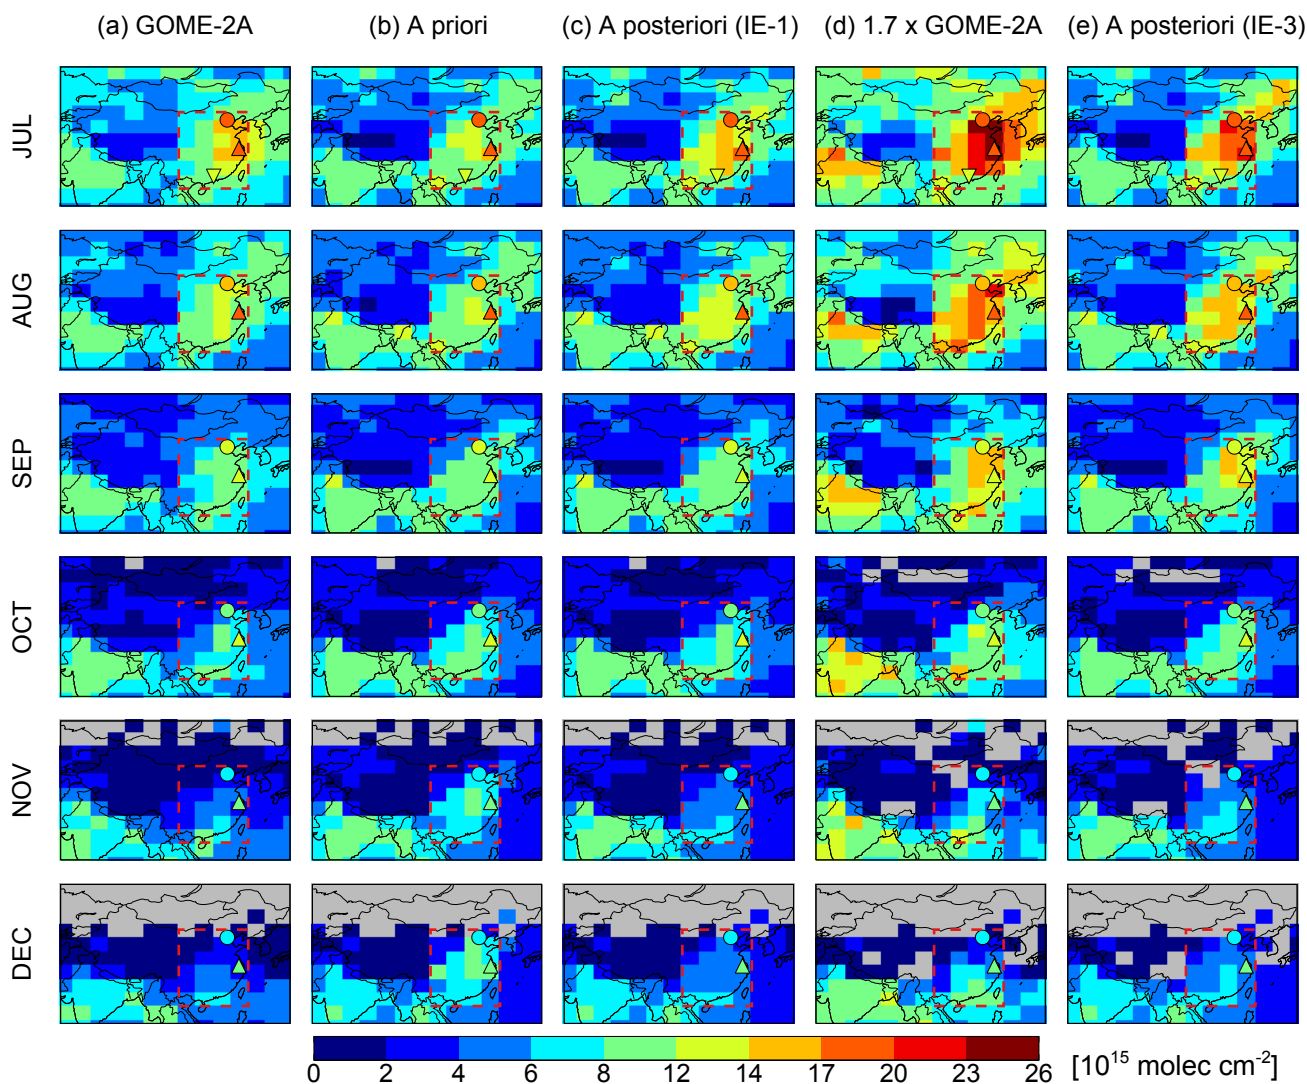 (a) GOME-2A (b) A priori (c) A posteriori (IE-1) (d) 1.7 x GOME-2A (e) A posteriori (IE-3)
JUL
AUG
SEP
OCT
NOV
DEC
0 2 4 6 8 12 14 17 20 23 26 [10¹⁵ molec cm⁻²]